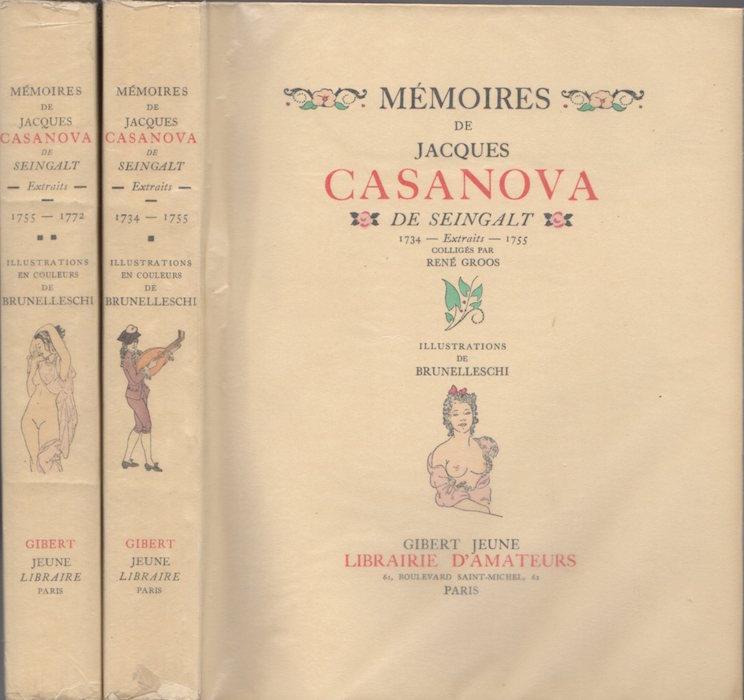 MÉMOIRES
DE
JACQUES
CASANOVA
DE
SEINGALT
— Extraits —
1755 — 1772
ILLUSTRATIONS
EN COULEURS
DE
BRUNELLESCHI
GIBERT
JEUNE
LIBRAIRE
PARIS
MÉMOIRES
DE
JACQUES
CASANOVA
DE
SEINGALT
— Extraits —
1734 — 1755
ILLUSTRATIONS
EN COULEURS
DE
BRUNELLESCHI
GIBERT
JEUNE
LIBRAIRE
PARIS
MÉMOIRES
DE
JACQUES
CASANOVA
DE SEINGALT
1734 — Extraits — 1755
COLLIGÉS PAR
RENÉ GROOS
ILLUSTRATIONS
DE
BRUNELLESCHI
GIBERT JEUNE
LIBRAIRIE D'AMATEURS
61, BOULEVARD SAINT-MICHEL, 61
PARIS